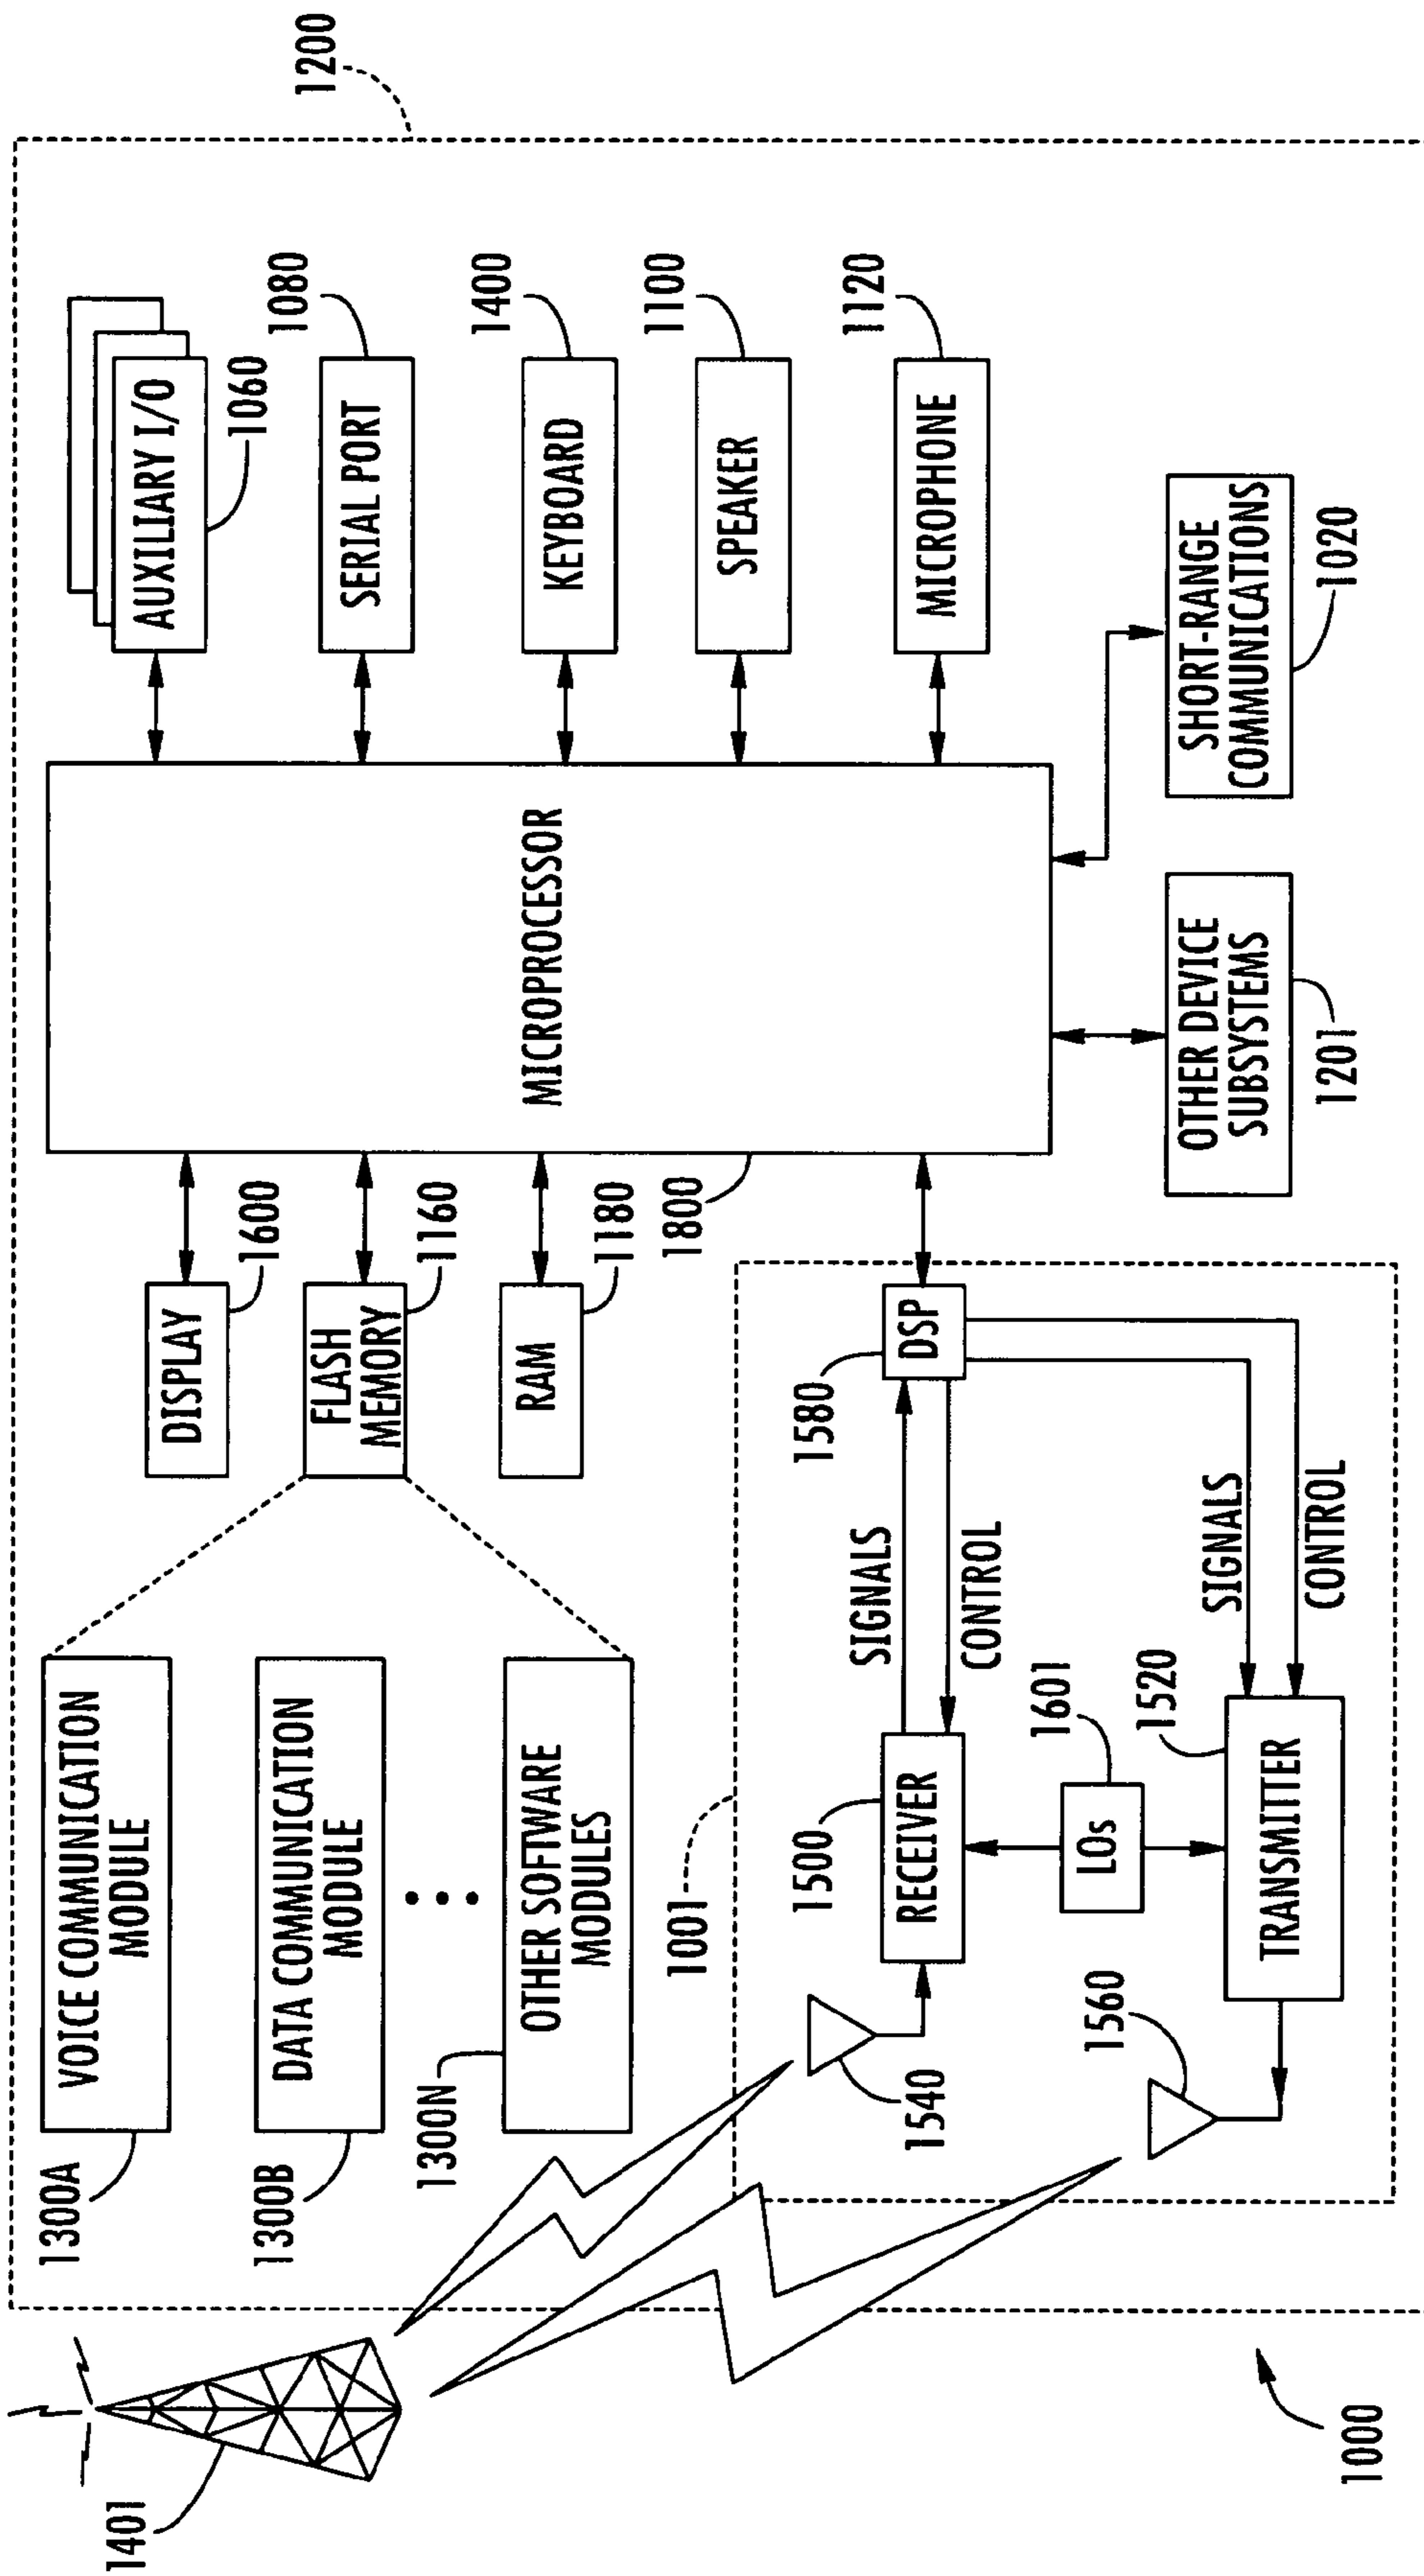 1401
1300A
VOICE COMMUNICATION
MODULE
1300B
DATA COMMUNICATION
MODULE
1300N
OTHER SOFTWARE
MODULES
DISPLAY
1600
FLASH
MEMORY
1160
RAM
1180
MICROPROCESSOR
1800
AUXILIARY I/O
1060
SERIAL PORT
1080
KEYBOARD
1400
SPEAKER
1100
MICROPHONE
1120
1200
1001
1540
1500
RECEIVER
SIGNALS
CONTROL
1580
DSP
1601
LOs
1560
1520
TRANSMITTER
SIGNALS
CONTROL
OTHER DEVICE
SUBSYSTEMS
1201
SHORT-RANGE
COMMUNICATIONS
1020
1000